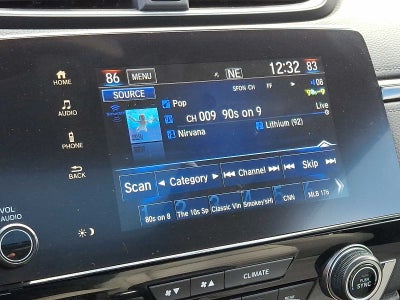 86 MENU NE 12:32 83
SOURCE
HOME
Pop
AUDIO
CH 009 90s on 9
Live
Nirvana Lithium (92)
PHONE
BACK
Scan Category Channel Skip
80s on 8 The 10s Sp Classic Vin Smokey'sH CNN MLB 176
VOL
AUDIO
CLIMATE
PUSH
SYNC